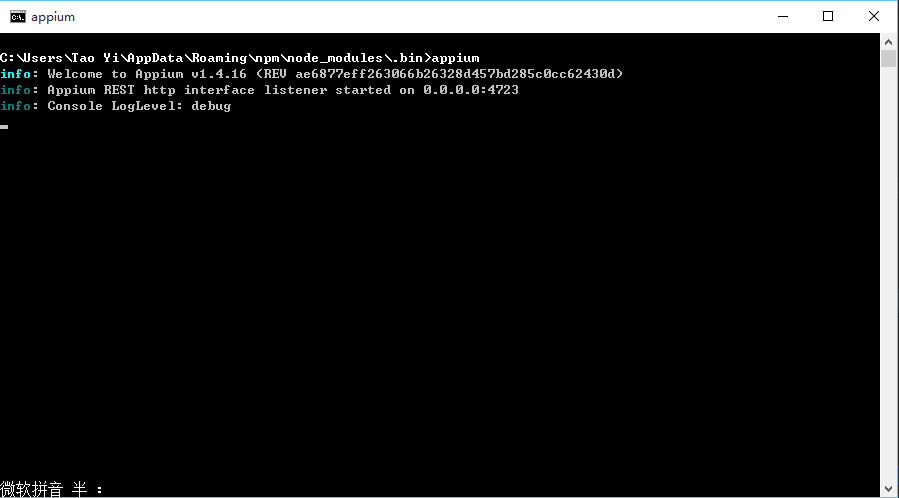 appium
C:\Users\Tao Yi\AppData\Roaming\npm\node_modules\.bin>appium
info: Welcome to Appium v1.4.16 (REV ae6877eff263066b26328d457bd285c0cc62430d)
info: Appium REST http interface listener started on 0.0.0.0:4723
info: Console LogLevel: debug
微软拼音 半 :